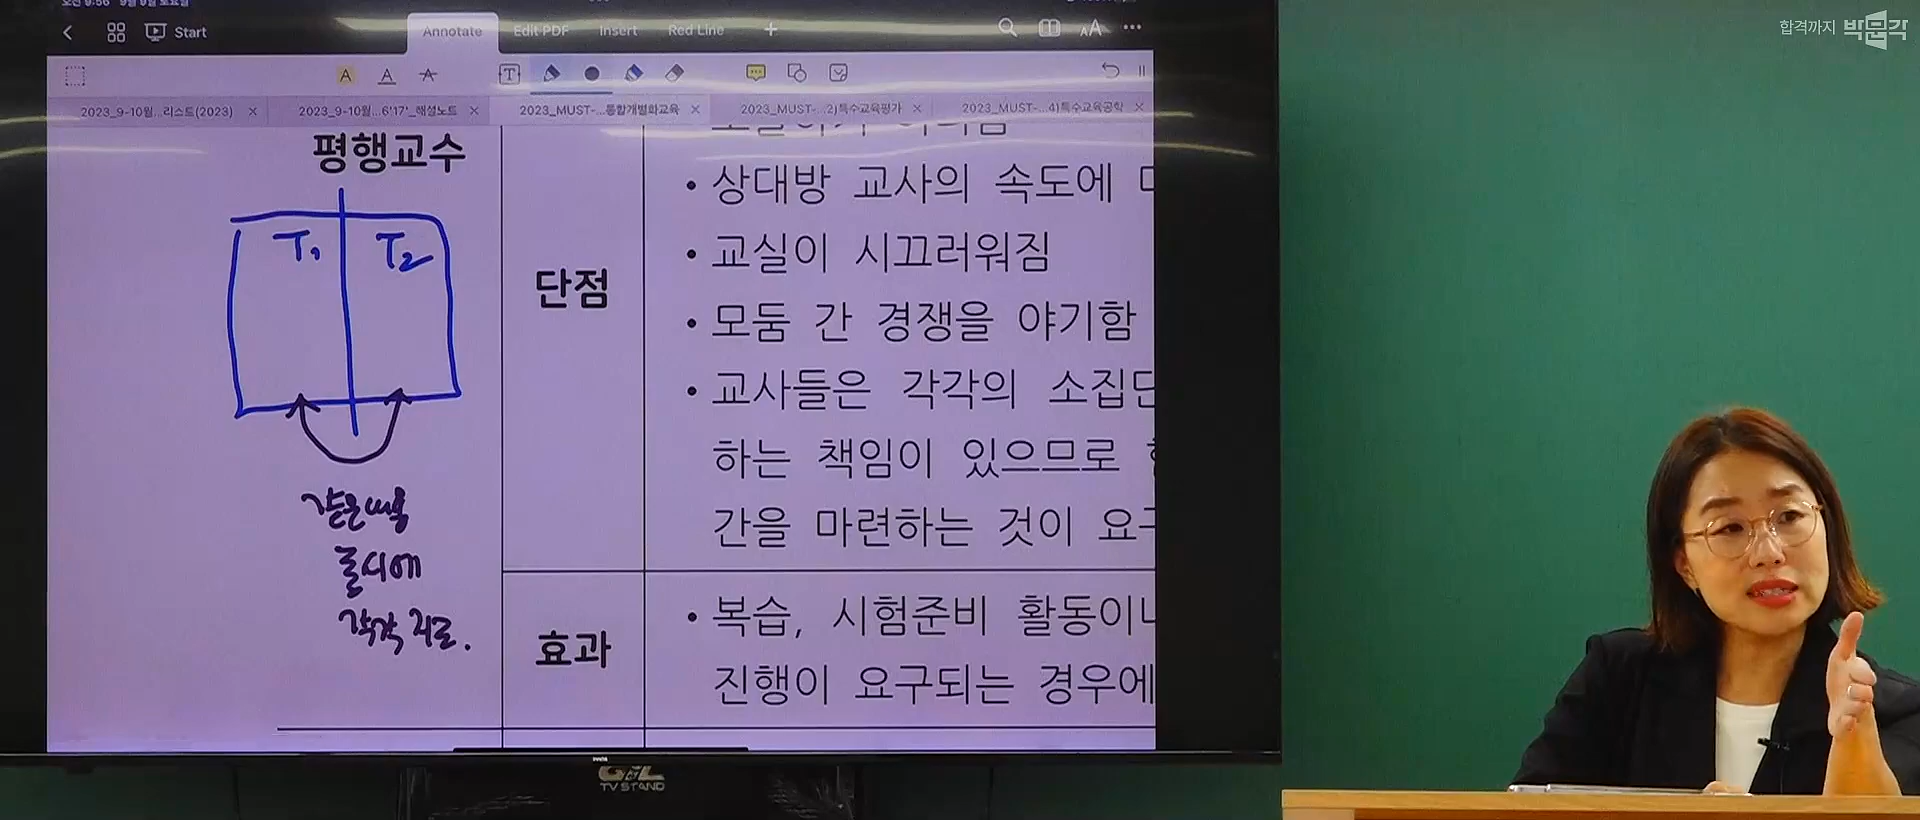 합격까지 박문각
Start
Annotate
Edit PDF
Insert
Red Line
2023_9-10월...리스트(2023)
2023_9-10월...6'17'_해설노트
2023_MUST-...통합개별화교육
2023_MUST-...2)특수교육평가
2023_MUST-...4)특수교육공학
평행교수
T₁ T₂
같은내용
동시에
각각 지도.
단점
• 상대방 교사의 속도에
• 교실이 시끄러워짐
• 모둠 간 경쟁을 야기함
• 교사들은 각각의 소집단
하는 책임이 있으므로
간을 마련하는 것이 요구
효과
• 복습, 시험준비 활동이나
진행이 요구되는 경우에
TV STAND